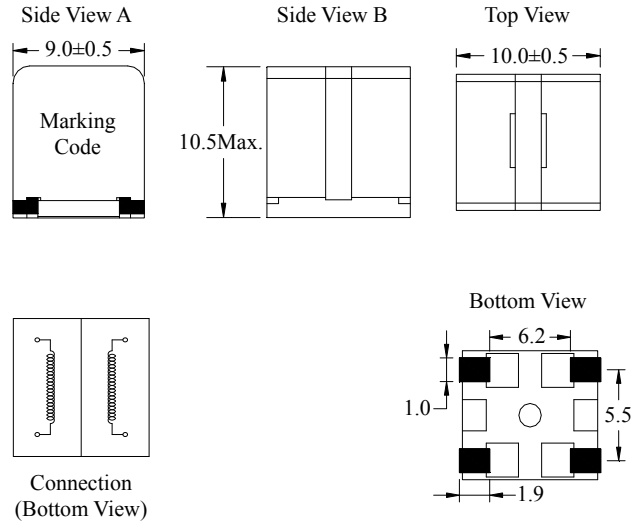 Side View A
Side View B
Top View
9.0±0.5
10.0±0.5
Marking
Code
10.5Max.
Bottom View
6.2
1.0
5.5
1.9
Connection
(Bottom View)